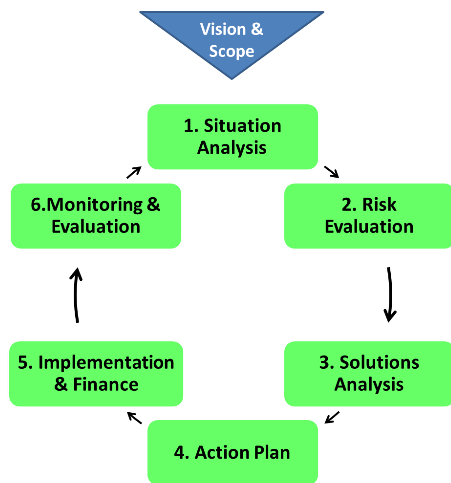 Vision &
Scope
1. Situation
Analysis
2. Risk
Evaluation
3. Solutions
Analysis
4. Action Plan
5. Implementation
& Finance
6.Monitoring &
Evaluation